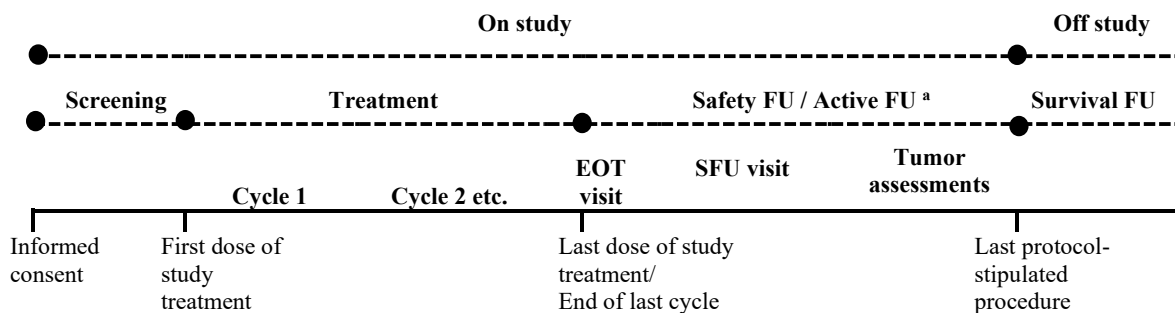 On study Off study
Screening Treatment Safety FU / Active FU a Survival FU
EOT visit SFU visit Tumor assessments
Cycle 1 Cycle 2 etc.
Informed consent
First dose of study treatment
Last dose of study treatment/ End of last cycle
Last protocol-stipulated procedure